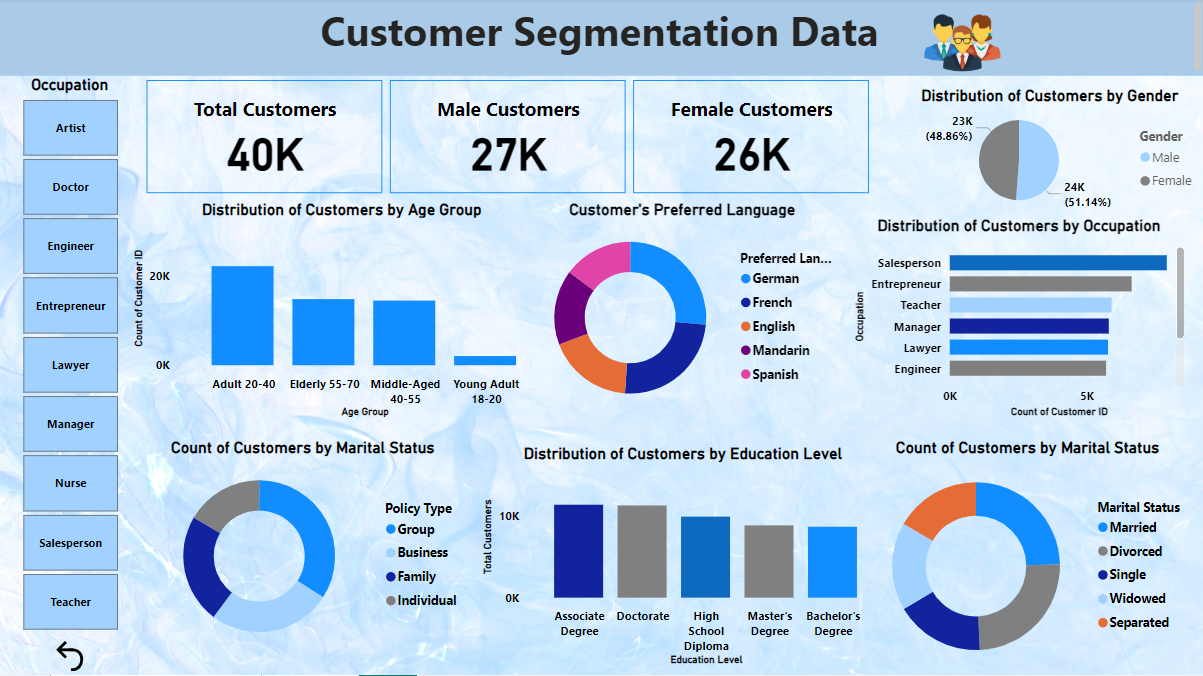 Customer Segmentation Data
Occupation
Artist
Doctor
Engineer
Entrepreneur
Lawyer
Manager
Nurse
Salesperson
Teacher
Total Customers
40K
Male Customers
27K
Female Customers
26K
Distribution of Customers by Gender
23K
(48.86%)
24K
(51.14%)
Gender
Male
Female
Distribution of Customers by Age Group
Count of Customer ID
20K
0K
Adult 20-40
Elderly 55-70
Middle-Aged
40-55
Young Adult
18-20
Age Group
Customer's Preferred Language
Preferred Lan...
German
French
English
Mandarin
Spanish
Distribution of Customers by Occupation
Occupation
Salesperson
Entrepreneur
Teacher
Manager
Lawyer
Engineer
0K
5K
Count of Customer ID
Count of Customers by Marital Status
Policy Type
Group
Business
Family
Individual
Distribution of Customers by Education Level
Total Customers
10K
0K
Associate
Degree
Doctorate
High
School
Diploma
Master's
Degree
Bachelor's
Degree
Education Level
Count of Customers by Marital Status
Marital Status
Married
Divorced
Single
Widowed
Separated